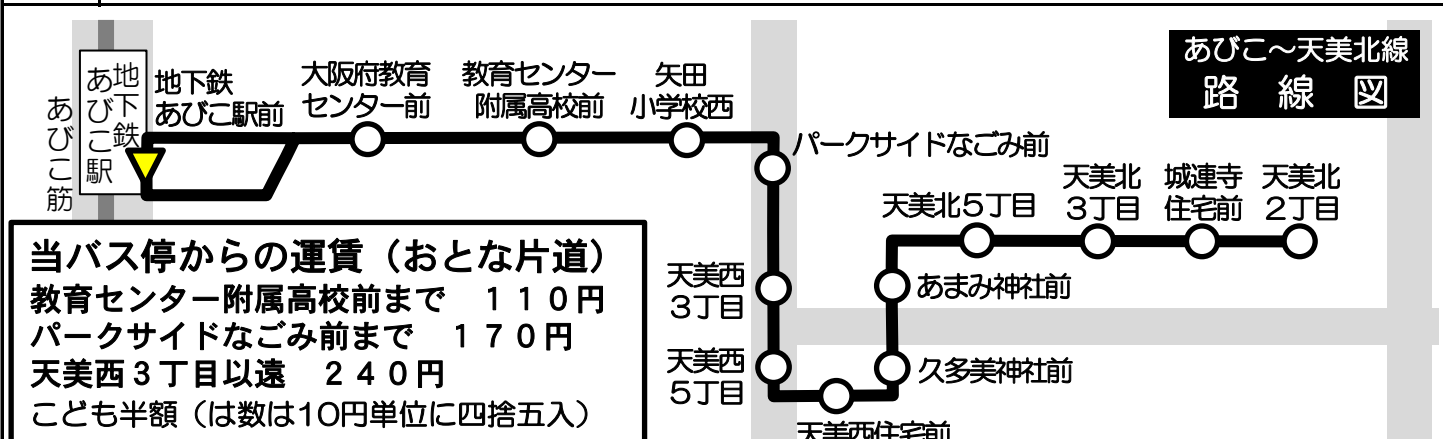 あびこ～天美北線
路線図
あびこ筋
地下鉄
あびこ駅
地下鉄
あびこ駅前
大阪府教育
センター前
教育センター
附属高校前
矢田
小学校西
パークサイドなごみ前
天美西
3丁目
天美西
5丁目
天美西住宅前
久多美神社前
あまみ神社前
天美北5丁目
天美北
3丁目
城連寺
住宅前
天美北
2丁目
当バス停からの運賃（おとな片道）
教育センター附属高校前まで　１１０円
パークサイドなごみ前まで　１７０円
天美西３丁目以遠　２４０円
こども半額（は数は10円単位に四捨五入）